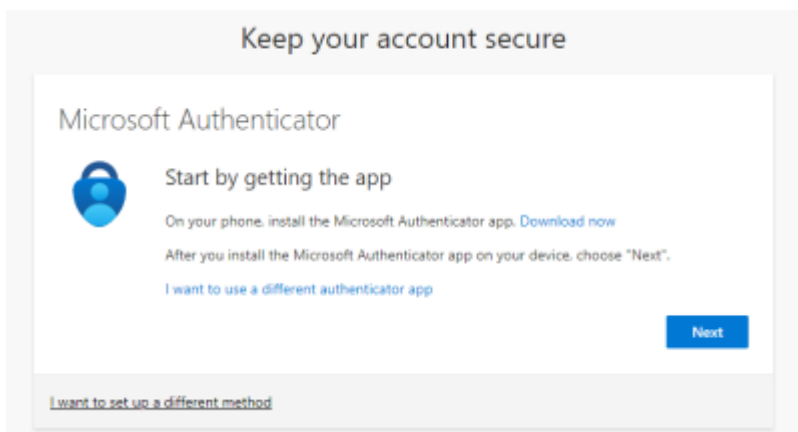 Keep your account secure
Microsoft Authenticator
Start by getting the app
On your phone, install the Microsoft Authenticator app. Download now
After you install the Microsoft Authenticator app on your device, choose "Next".
I want to use a different authenticator app
Next
I want to set up a different method